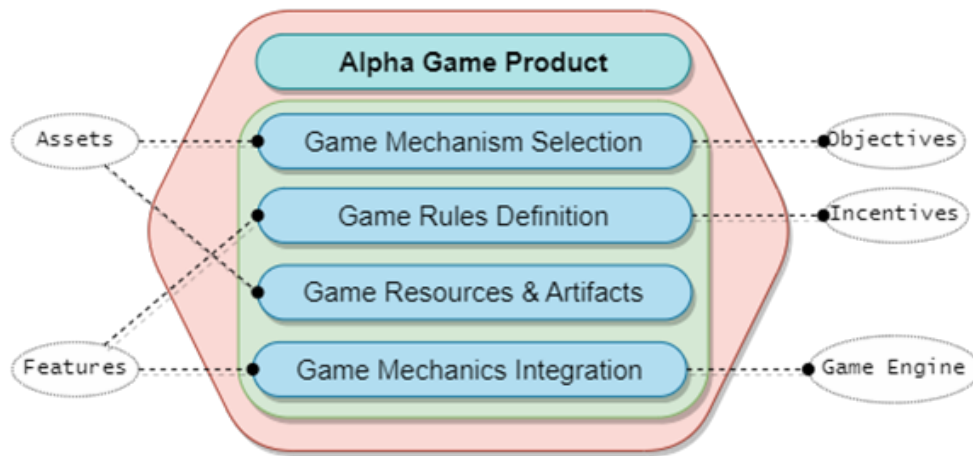 Alpha Game Product
Assets
Game Mechanism Selection
Objectives
Game Rules Definition
Incentives
Game Resources & Artifacts
Features
Game Mechanics Integration
Game Engine